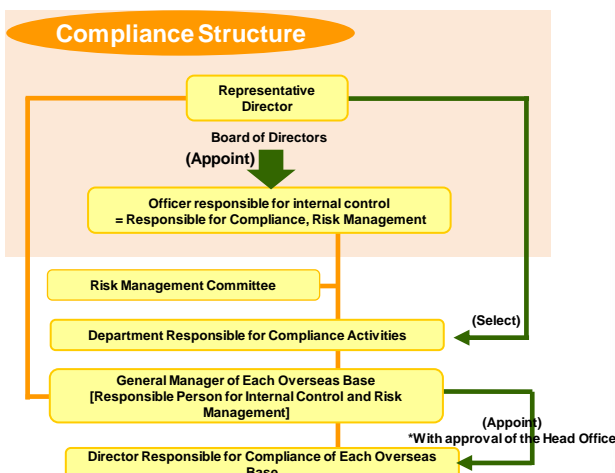 Compliance Structure
Representative
Director
Board of Directors
(Appoint)
Officer responsible for internal control
= Responsible for Compliance, Risk Management
Risk Management Committee
(Select)
Department Responsible for Compliance Activities
General Manager of Each Overseas Base
[Responsible Person for Internal Control and Risk
Management]
(Appoint)
*With approval of the Head Office
Director Responsible for Compliance of Each Overseas
Base